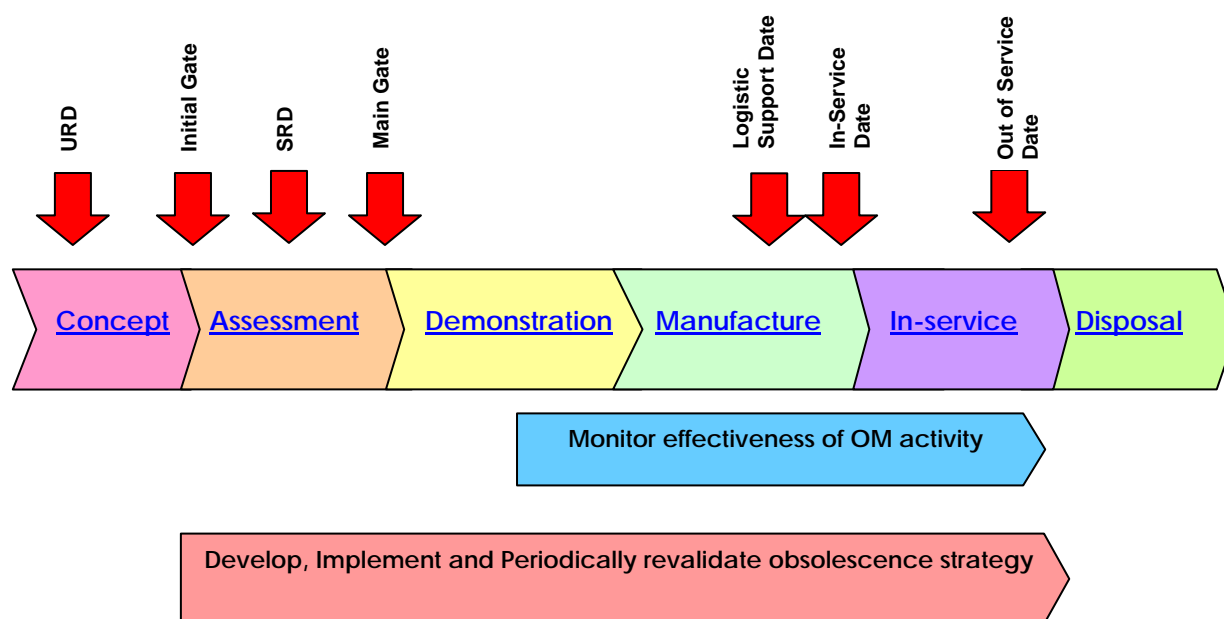 URD
Initial Gate
SRD
Main Gate
Logistic
Support Date
In-Service
Date
Out of Service
Date
Concept
Assessment
Demonstration
Manufacture
In-service
Disposal
Monitor effectiveness of OM activity
Develop, Implement and Periodically revalidate obsolescence strategy